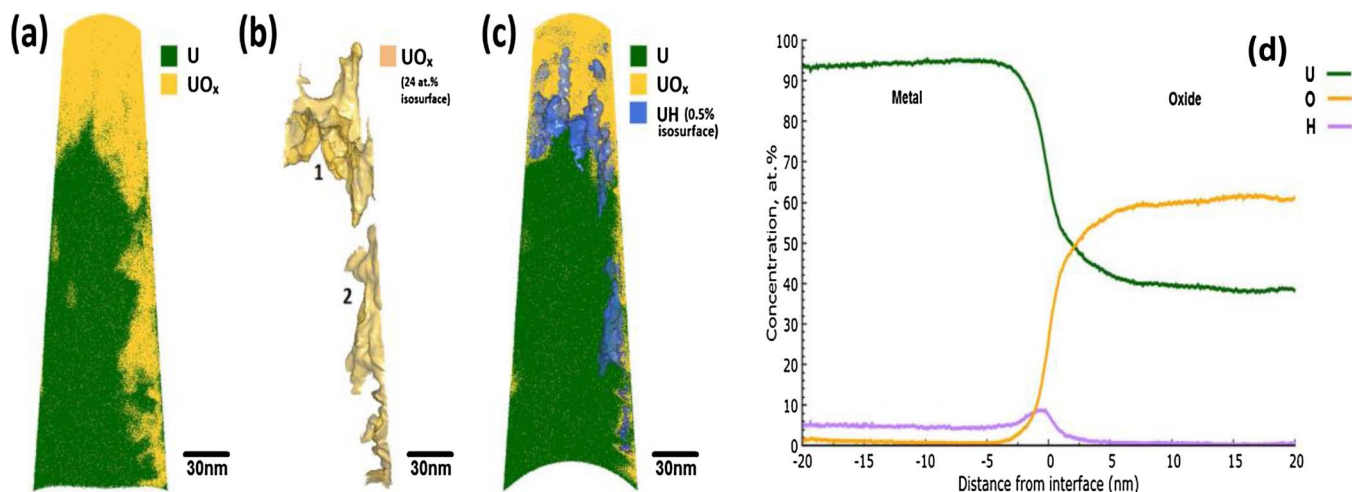 (a)
U
UOx
30nm
(b)
UOx
(24 at.%
isosurface)
1
2
30nm
(c)
U
UOx
UH (0.5%
isosurface)
30nm
(d)
U
O
H
Metal
Oxide
Concentration, at.%
100
90
80
70
60
50
40
30
20
10
0
-20
-15
-10
-5
0
5
10
15
20
Distance from interface (nm)